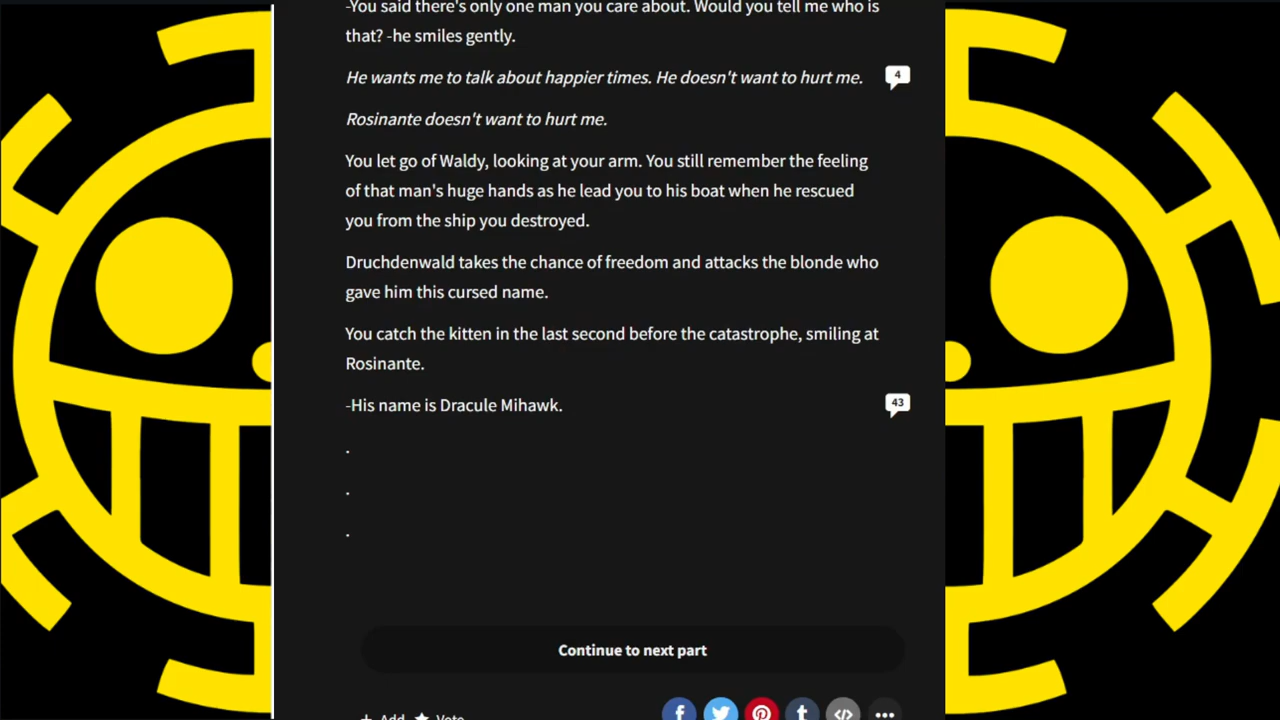 -You said there's only one man you care about. Would you tell me who is
that? -he smiles gently.
He wants me to talk about happier times. He doesn't want to hurt me.
4
Rosinante doesn't want to hurt me.
You let go of Waldy, looking at your arm. You still remember the feeling
of that man's huge hands as he lead you to his boat when he rescued
you from the ship you destroyed.
Druchdenwald takes the chance of freedom and attacks the blonde who
gave him this cursed name.
You catch the kitten in the last second before the catastrophe, smiling at
Rosinante.
-His name is Dracule Mihawk.
43
.
.
.
Continue to next part
+ Add ★ Vote